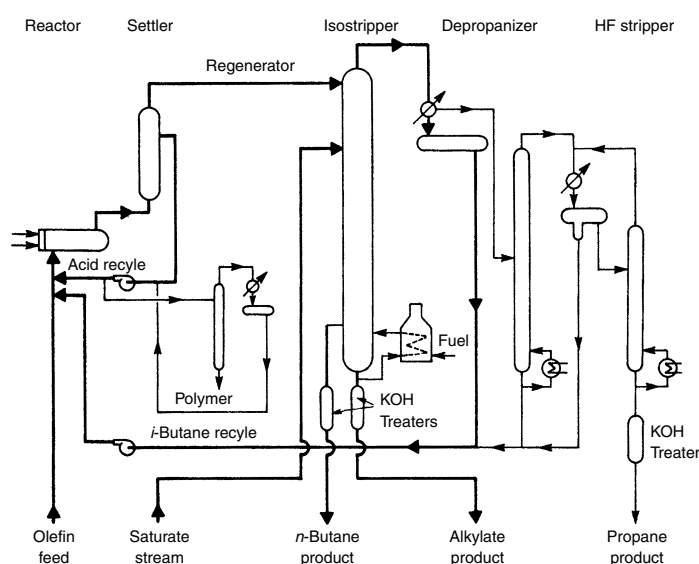 Reactor
Settler
Isostripper
Depropanizer
HF stripper
Regenerator
Acid recyle
Fuel
Polymer
KOH
Treaters
i-Butane recyle
KOH
Treater
Olefin
feed
Saturate
stream
n-Butane
product
Alkylate
product
Propane
product